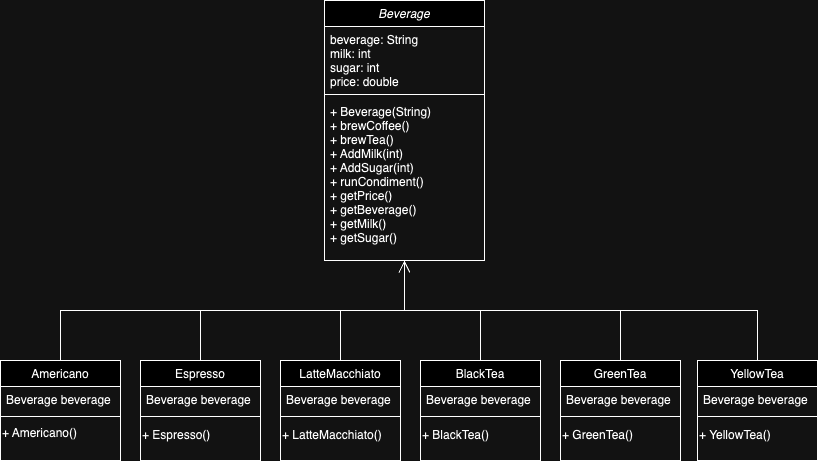 Beverage
beverage: String
milk: int
sugar: int
price: double
+ Beverage(String)
+ brewCoffee()
+ brewTea()
+ AddMilk(int)
+ AddSugar(int)
+ runCondiment()
+ getPrice()
+ getBeverage()
+ getMilk()
+ getSugar()
Americano
Beverage beverage
+ Americano()
Espresso
Beverage beverage
+ Espresso()
LatteMacchiato
Beverage beverage
+ LatteMacchiato()
BlackTea
Beverage beverage
+ BlackTea()
GreenTea
Beverage beverage
+ GreenTea()
YellowTea
Beverage beverage
+ YellowTea()